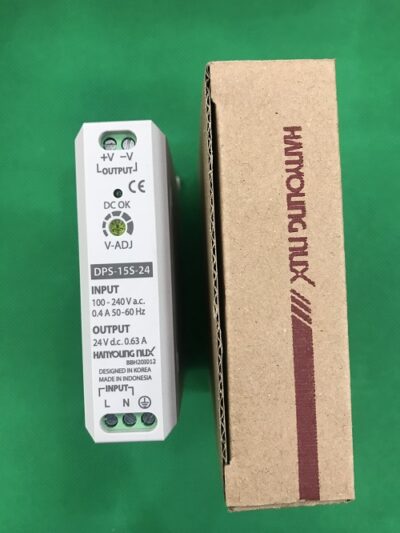 +V −V
OUTPUT
CE
DC OK
V-ADJ
DPS-15S-24
INPUT
100 - 240 V a.c.
0.4 A 50-60 Hz
OUTPUT
24 V d.c. 0.63 A
HANYOUNG NUX
BBH20I0012
DESIGNED IN KOREA
MADE IN INDONESIA
INPUT
L N
HANYOUNG NUX